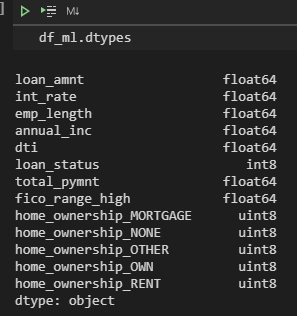 ]
M↓
df_ml.dtypes
loan_amnt float64
int_rate float64
emp_length float64
annual_inc float64
dti float64
loan_status int8
total_pymnt float64
fico_range_high float64
home_ownership_MORTGAGE uint8
home_ownership_NONE uint8
home_ownership_OTHER uint8
home_ownership_OWN uint8
home_ownership_RENT uint8
dtype: object